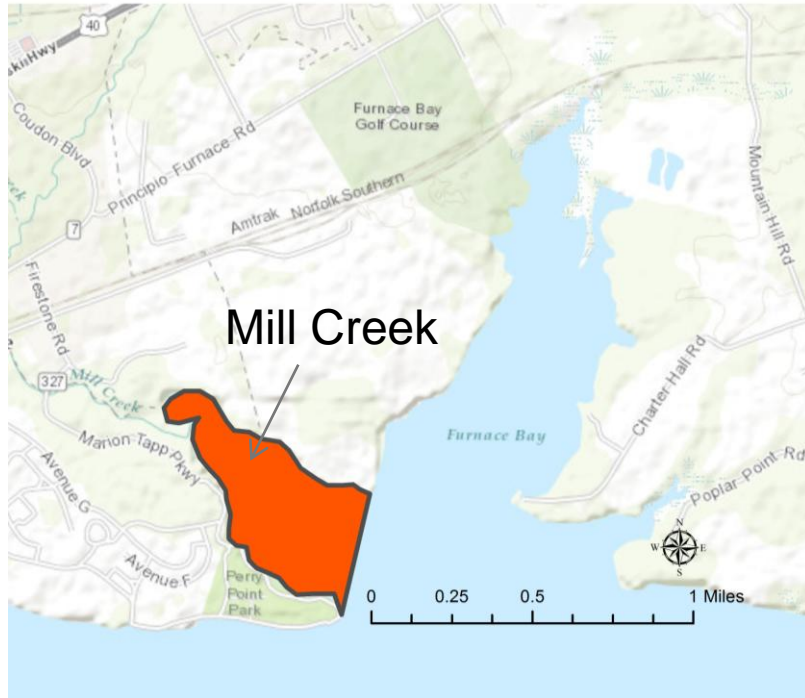 40
Hwy
Coudon Blvd
Principio-Furnace-Rd
7
Furnace Bay
Golf Course
Amtrak Norfolk Southern
Mountain Hill Rd
Firestone Rd
Mill Creek
327
Mill Creek
Marion Tapp Pkwy
Furnace Bay
Charter Hall Rd
Avenue G
Poplar Point Rd
Avenue F
Perry
Point
Park
N
W E
S
0 0.25 0.5 1 Miles